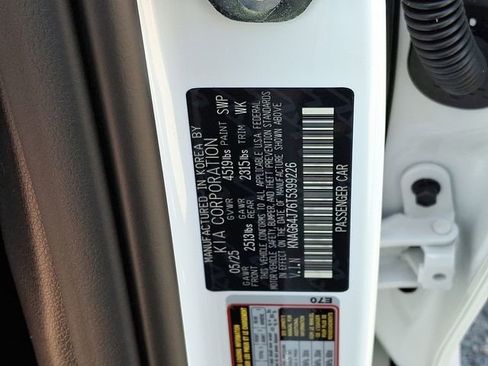 MANUFACTURED IN KOREA BY
KIA CORPORATION
05/25 GVWR 4519lbs PAINT SWP
GAWR FRONT 2513lbs GAWR REAR 2315lbs TRIM WK
THIS VEHICLE CONFORMS TO ALL APPLICABLE U.S.A. FEDERAL
MOTOR VEHICLE SAFETY, BUMPER, AND THEFT PREVENTION STANDARDS
IN EFFECT ON THE DATE OF MANUFACTURE SHOWN ABOVE.
V.I.N KNAG64J76T5399226
PASSENGER CAR
E70